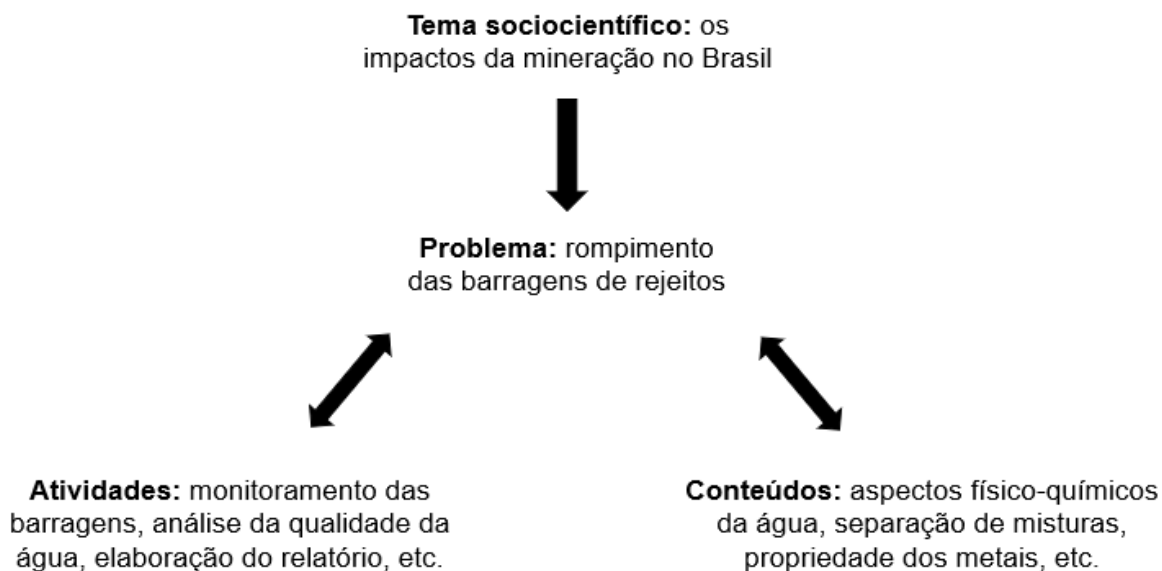 Tema sociocientífico: os
impactos da mineração no Brasil
Problema: rompimento
das barragens de rejeitos
Atividades: monitoramento das
barragens, análise da qualidade da
água, elaboração do relatório, etc.
Conteúdos: aspectos físico-químicos
da água, separação de misturas,
propriedade dos metais, etc.